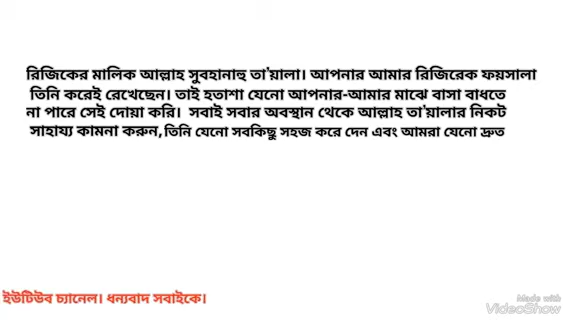 রিজিকের মালিক আল্লাহ সুবহানাহু তা'য়ালা। আপনার আমার রিজিরেক ফয়সালা
তিনি করেই রেখেছেন। তাই হতাশা যেনো আপনার-আমার মাঝে বাসা বাধতে
না পারে সেই দোয়া করি। সবাই সবার অবস্থান থেকে আল্লাহ তা'য়ালার নিকট
সাহায্য কামনা করুন, তিনি যেনো সবকিছু সহজ করে দেন এবং আমরা যেনো দ্রুত
ইউটিউব চ্যানেল। ধন্যবাদ সবাইকে।
Made with
VideoShow